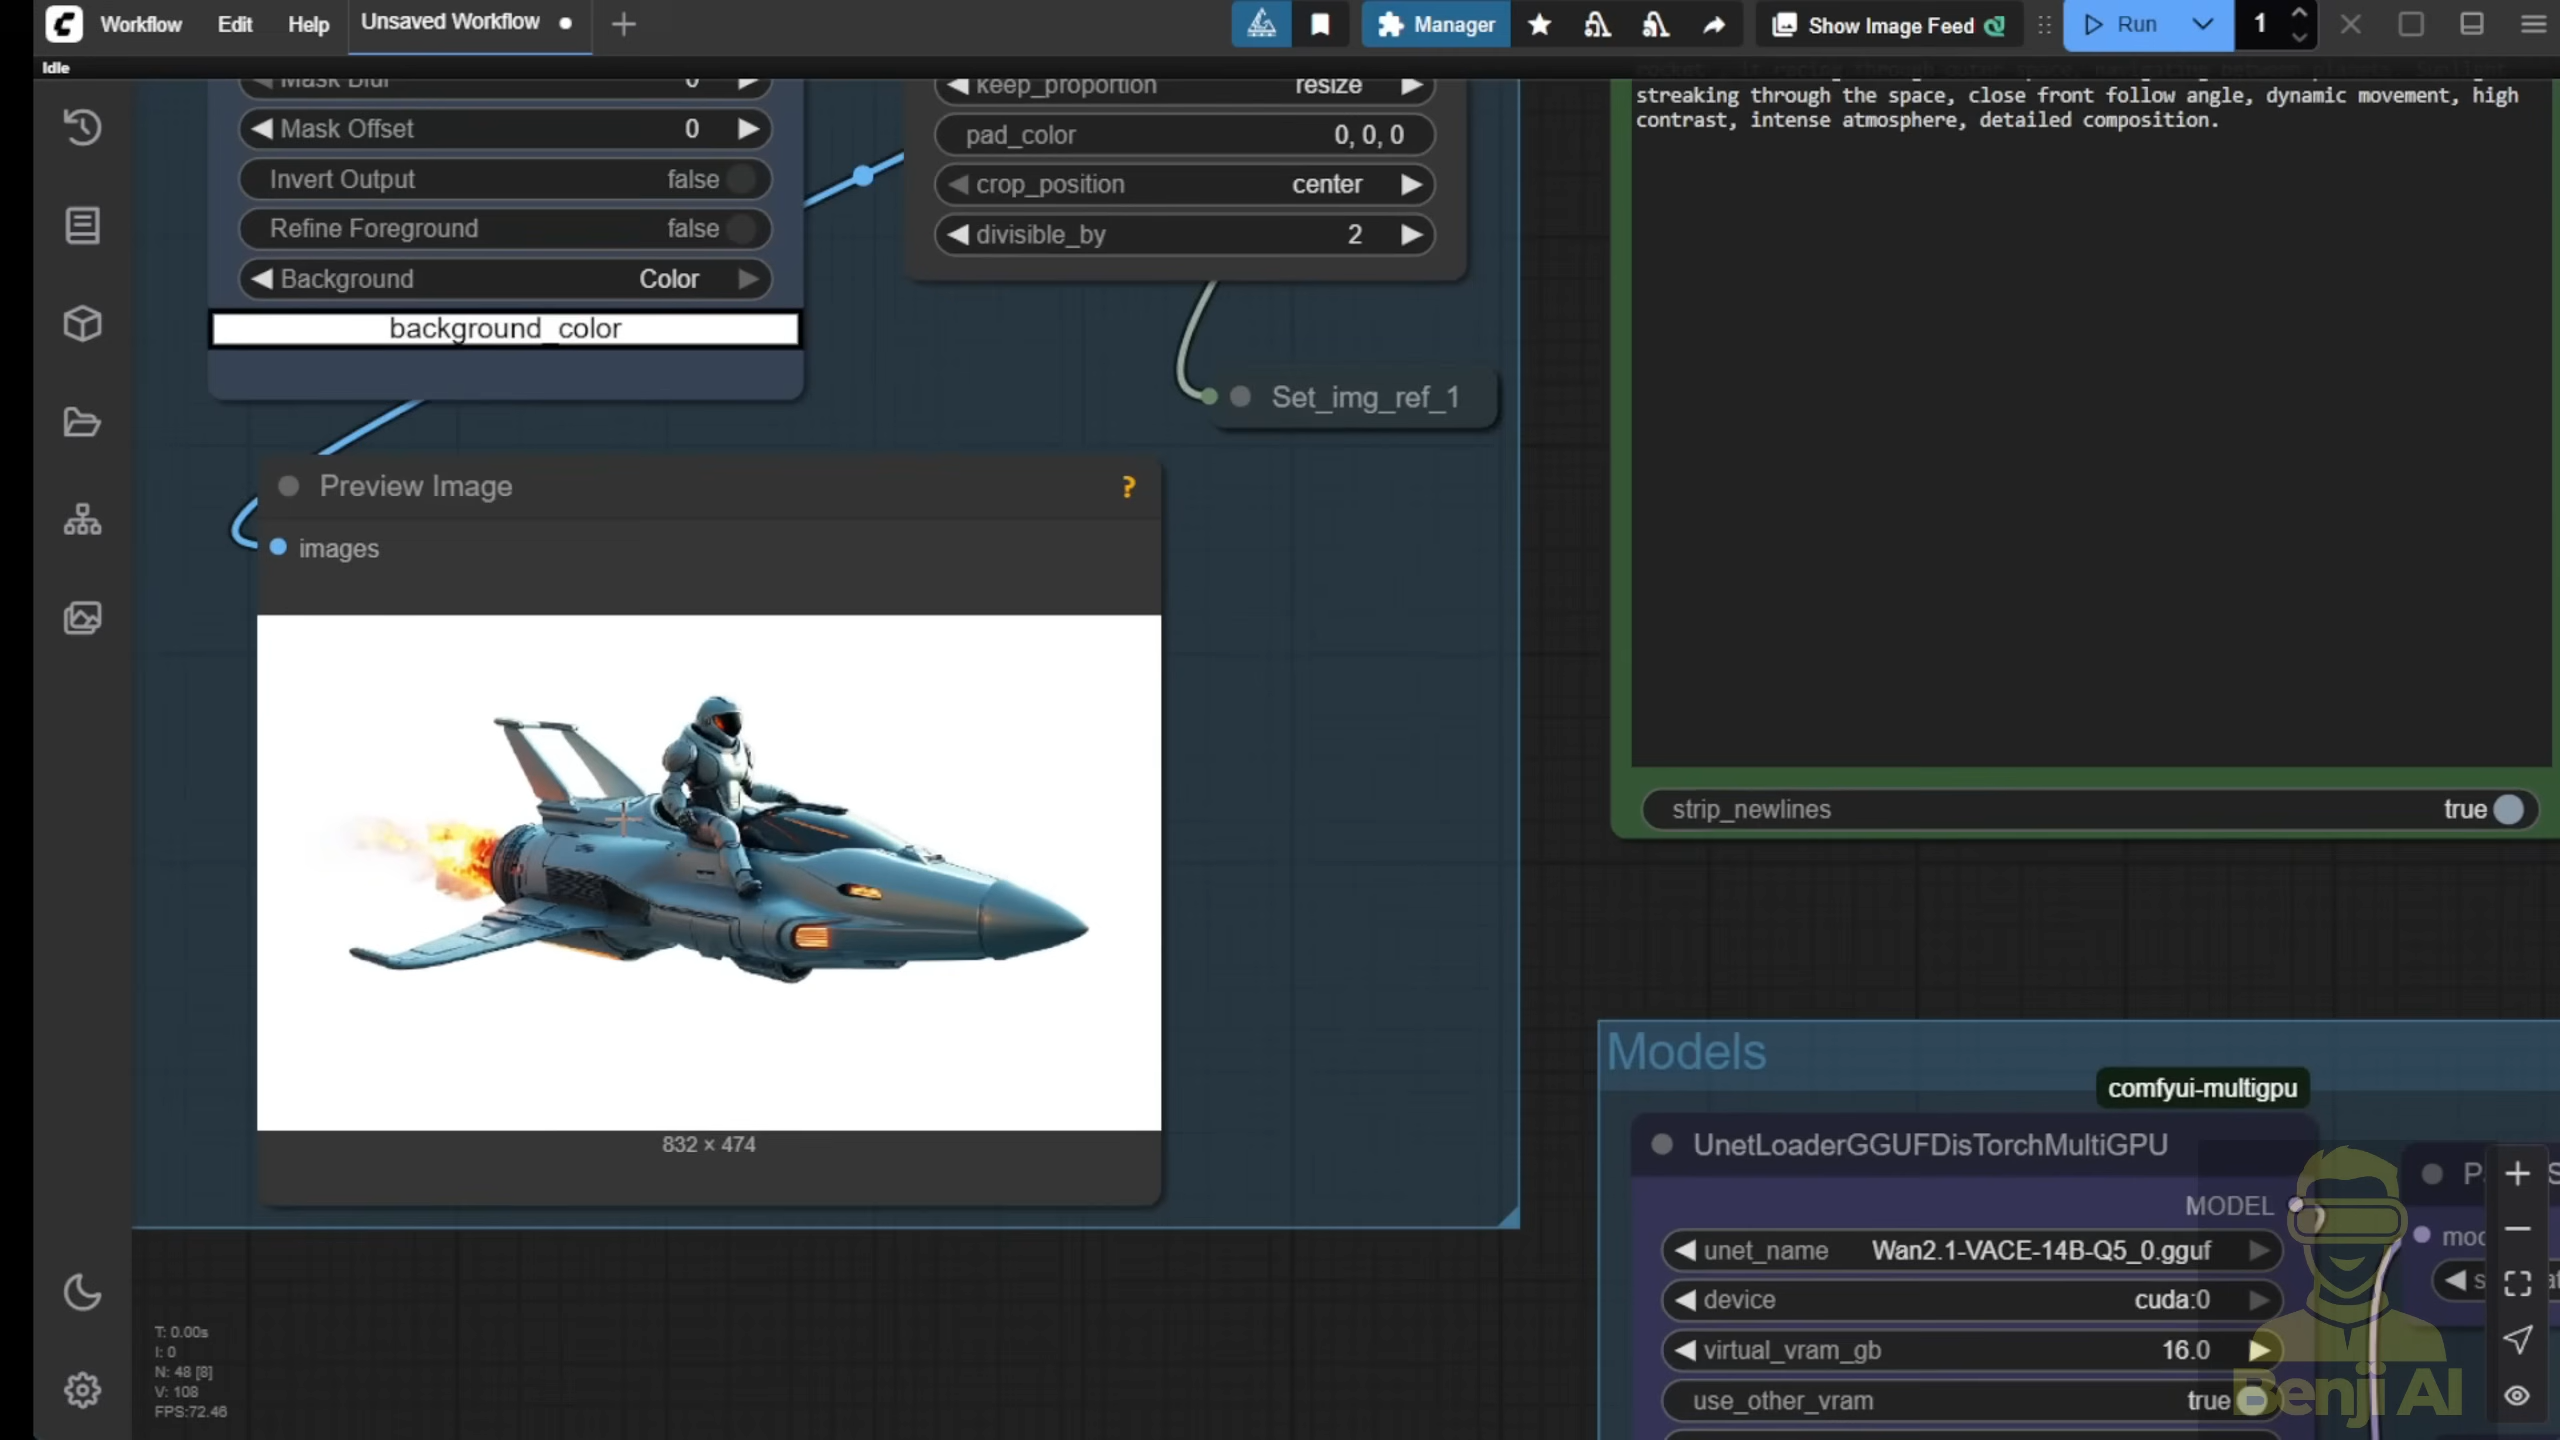 Workflow Edit Help Unsaved Workflow
Manager Show Image Feed Run 1
Idle
Mask Blur 0
Mask Offset 0
Invert Output false
Refine Foreground false
Background Color
background_color
keep_proportion resize
pad_color 0, 0, 0
crop_position center
divisible_by 2
Set_img_ref_1
Preview Image ?
images
832 × 474
streaking through the space, close front follow angle, dynamic movement, high
contrast, intense atmosphere, detailed composition.
strip_newlines true
Models
comfyui-multigpu
UnetLoaderGGUFDisTorchMultiGPU
MODEL
unet_name Wan2.1-VACE-14B-Q5_0.gguf
device cuda:0
virtual_vram_gb 16.0
use_other_vram true
T: 0.00s
I: 0
N: 48 [8]
V: 108
FPS:72.46
Benji AI